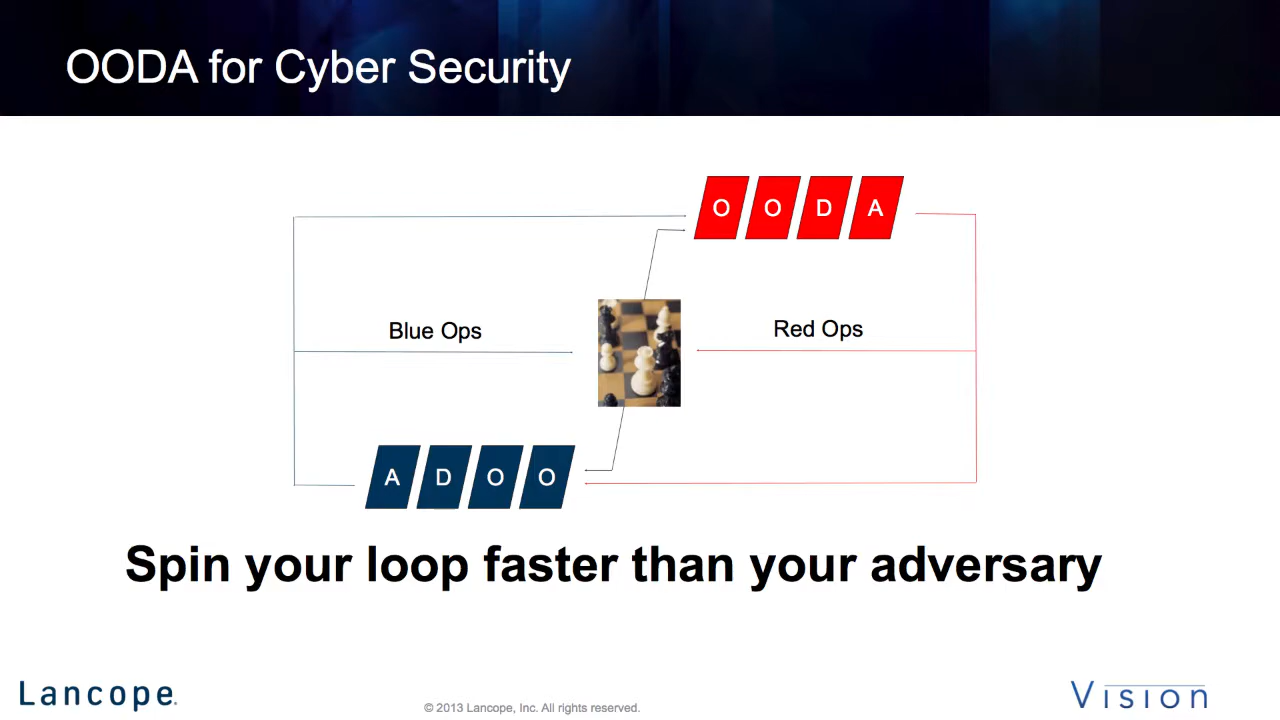 OODA for Cyber Security
O O D A
Blue Ops
Red Ops
A D O O
Spin your loop faster than your adversary
Lancope.
© 2013 Lancope, Inc. All rights reserved.
Vision